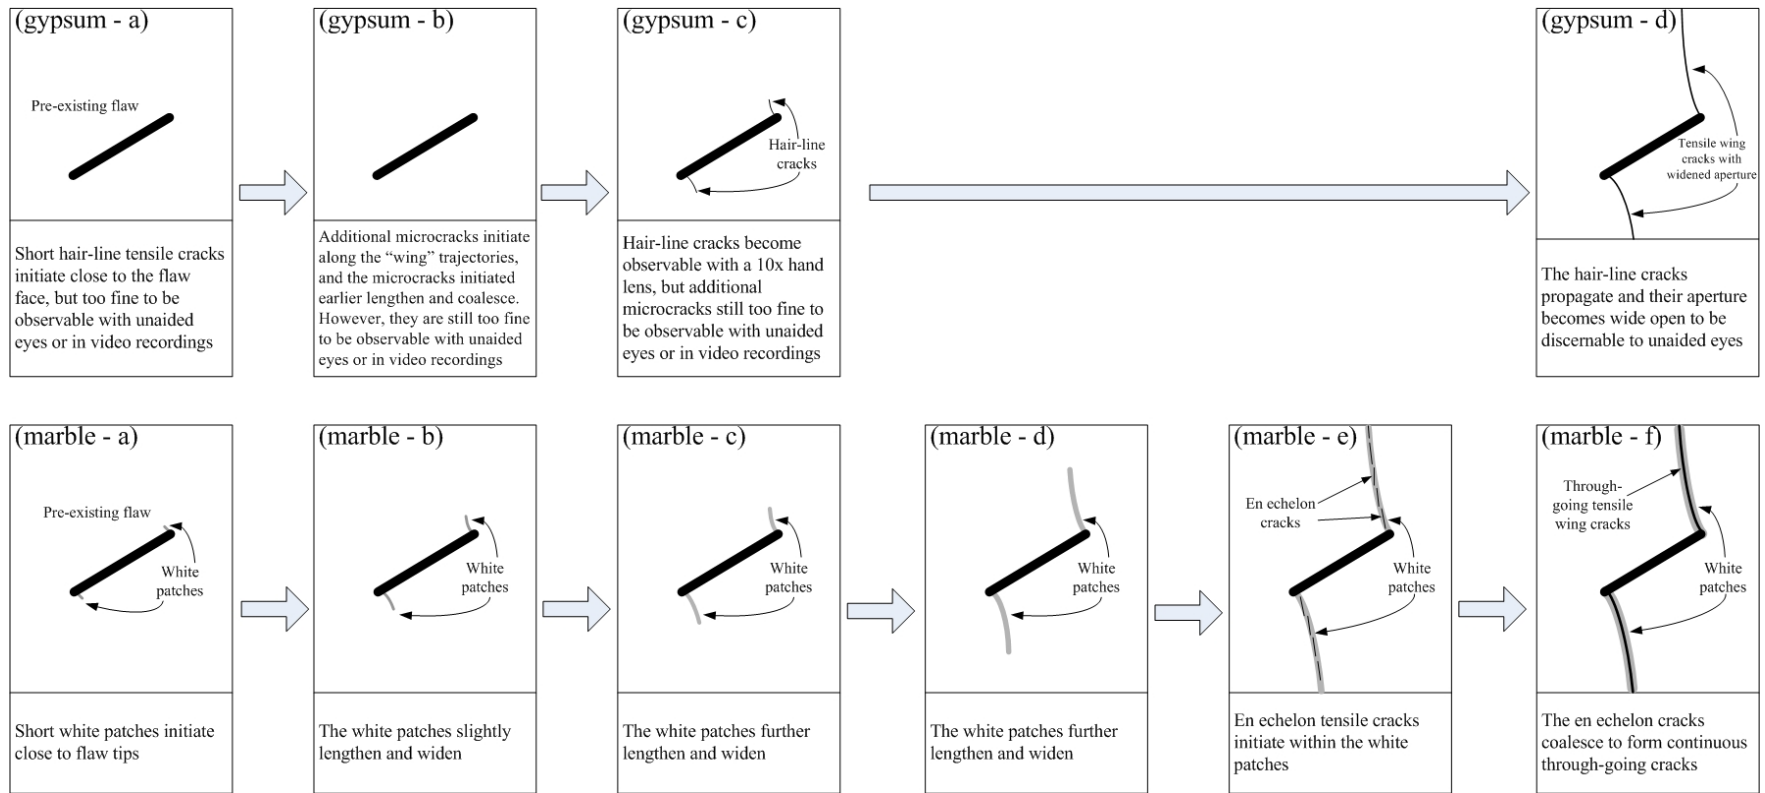 (gypsum - a)
Pre-existing flaw
Short hair-line tensile cracks
initiate close to the flaw
face, but too fine to be
observable with unaided
eyes or in video recordings
(gypsum - b)
Additional microcracks initiate
along the “wing” trajectories,
and the microcracks initiated
earlier lengthen and coalesce.
However, they are still too fine
to be observable with unaided
eyes or in video recordings
(gypsum - c)
Hair-line
cracks
Hair-line cracks become
observable with a 10x hand
lens, but additional
microcracks still too fine to
be observable with unaided
eyes or in video recordings
(gypsum - d)
Tensile wing
cracks with
widened aperture
The hair-line cracks
propagate and their aperture
becomes wide open to be
discernable to unaided eyes
(marble - a)
Pre-existing flaw
White
patches
Short white patches initiate
close to flaw tips
(marble - b)
White
patches
The white patches slightly
lengthen and widen
(marble - c)
White
patches
The white patches further
lengthen and widen
(marble - d)
White
patches
The white patches further
lengthen and widen
(marble - e)
En echelon
cracks
White
patches
En echelon tensile cracks
initiate within the white
patches
(marble - f)
Through-
going tensile
wing cracks
White
patches
The en echelon cracks
coalesce to form continuous
through-going cracks